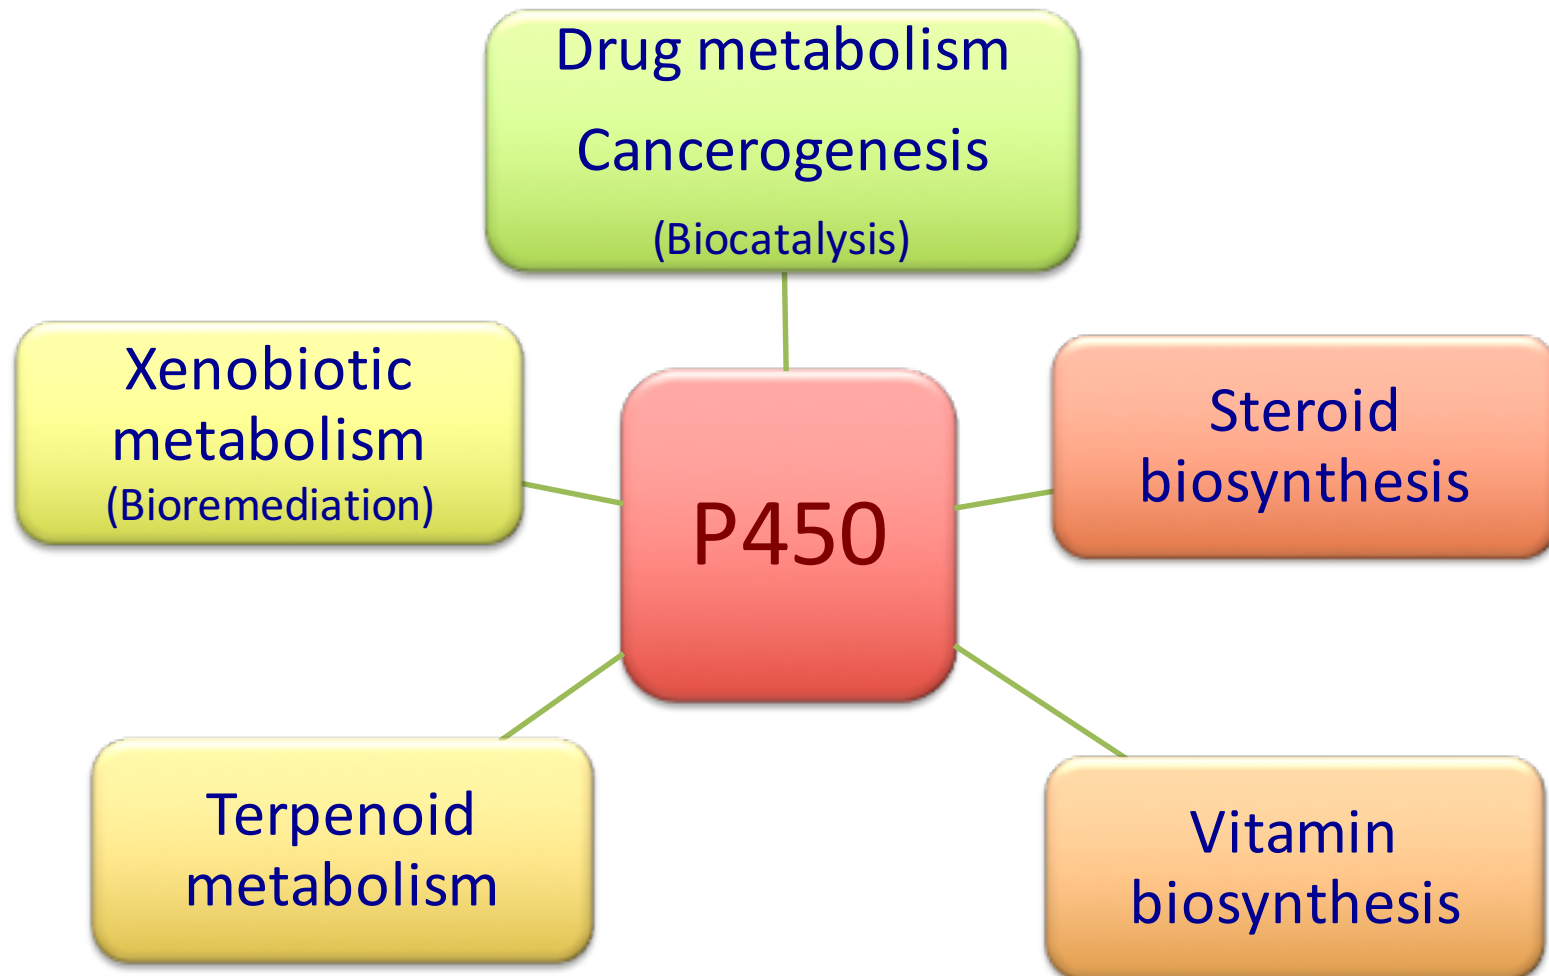 Drug metabolism
Cancerogenesis
(Biocatalysis)
Xenobiotic
metabolism
(Bioremediation)
Steroid
biosynthesis
P450
Terpenoid
metabolism
Vitamin
biosynthesis